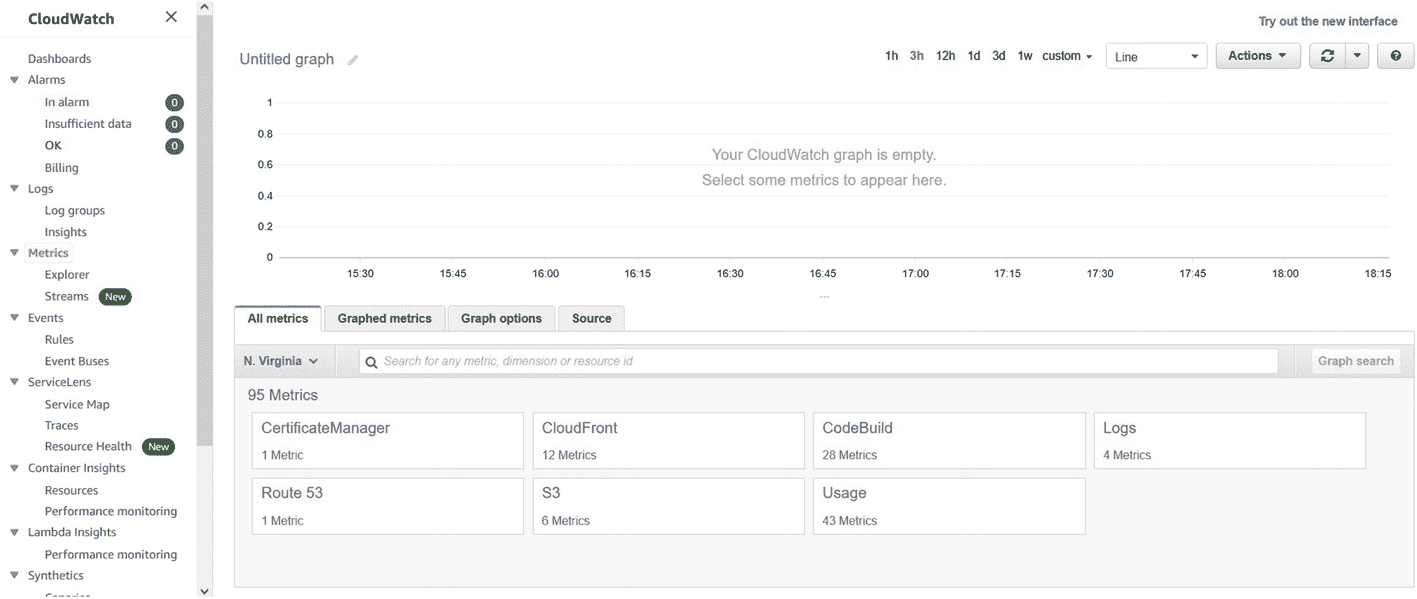 CloudWatch
Dashboards
Alarms
In alarm 0
Insufficient data 0
OK 0
Billing
Logs
Log groups
Insights
Metrics
Explorer
Streams New
Events
Rules
Event Buses
ServiceLens
Service Map
Traces
Resource Health New
Container Insights
Resources
Performance monitoring
Lambda Insights
Performance monitoring
Synthetics
Try out the new interface
Untitled graph
1h 3h 12h 1d 3d 1w custom Line Actions
1
0.8
0.6
0.4
0.2
0
Your CloudWatch graph is empty.
Select some metrics to appear here.
15:30 15:45 16:00 16:15 16:30 16:45 17:00 17:15 17:30 17:45 18:00 18:15
...
All metrics Graphed metrics Graph options Source
N. Virginia Search for any metric, dimension or resource id Graph search
95 Metrics
CertificateManager
1 Metric
CloudFront
12 Metrics
CodeBuild
28 Metrics
Logs
4 Metrics
Route 53
1 Metric
S3
6 Metrics
Usage
43 Metrics